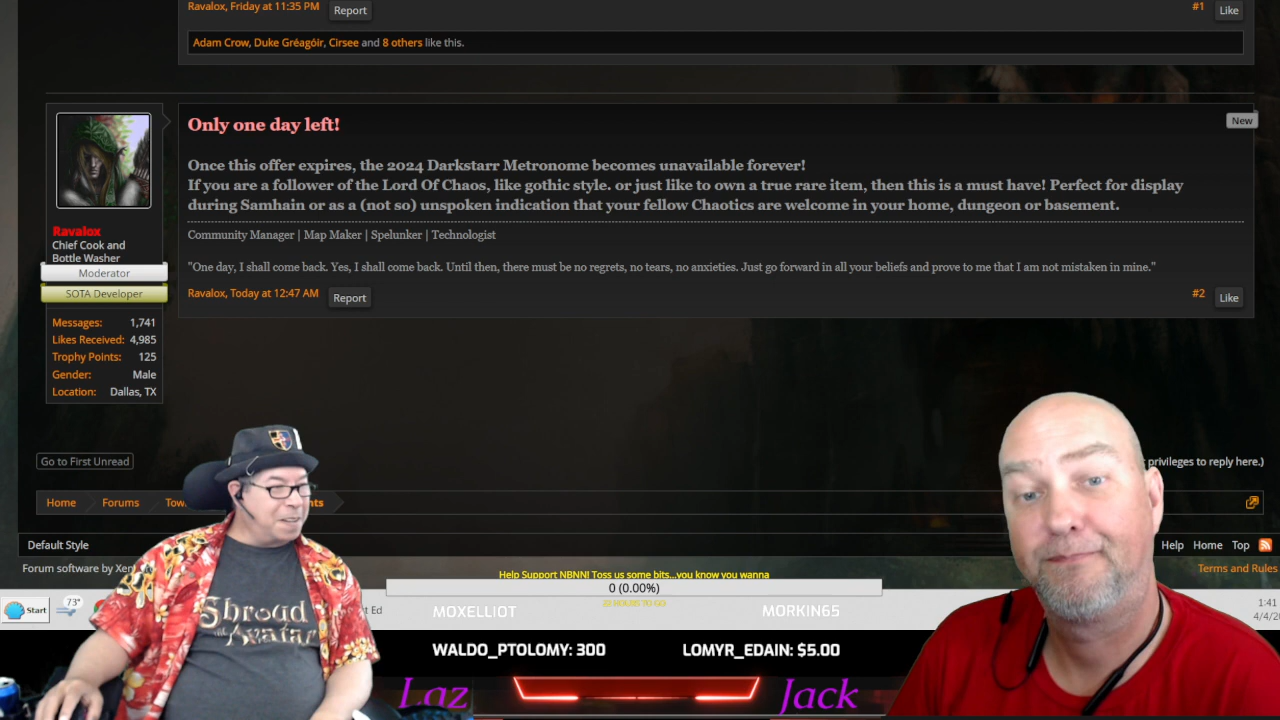 Ravalox, Friday at 11:35 PM Report #1 Like
Adam Crow, Duke Gréagóir, Cirsee and 8 others like this.
Only one day left!
New
Once this offer expires, the 2024 Darkstarr Metronome becomes unavailable forever!
If you are a follower of the Lord Of Chaos, like gothic style. or just like to own a true rare item, then this is a must have! Perfect for display
during Samhain or as a (not so) unspoken indication that your fellow Chaotics are welcome in your home, dungeon or basement.
Community Manager | Map Maker | Spelunker | Technologist
"One day, I shall come back. Yes, I shall come back. Until then, there must be no regrets, no tears, no anxieties. Just go forward in all your beliefs and prove to me that I am not mistaken in mine."
Ravalox, Today at 12:47 AM Report #2 Like
Ravalox
Chief Cook and
Bottle Washer
Moderator
SOTA Developer
Messages: 1,741
Likes Received: 4,985
Trophy Points: 125
Gender: Male
Location: Dallas, TX
Go to First Unread
privileges to reply here.)
Home Forums
Default Style
Help Home Top
Forum software by
Terms and Rules
Help Support NBNN! Toss us some bits...you know you wanna
0 (0.00%)
HOURS TO GO
Start
73°
Ed
MOXELLIOT MORKIN65
1:41
4/4/2
Shroud
of the
Avatar
WALDO_PTOLOMY: 300 LOMYR_EDAIN: $5.00
Laz Jack